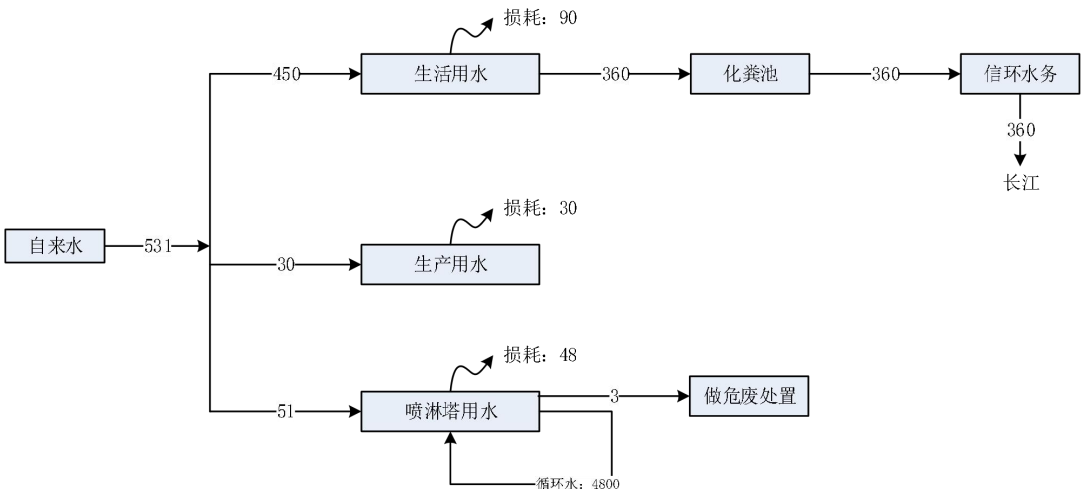 损耗：90
450
生活用水
360
化粪池
360
信环水务
360
长江
自来水
531
损耗：30
30
生产用水
损耗：48
51
喷淋塔用水
3
做危废处置
循环水：4800